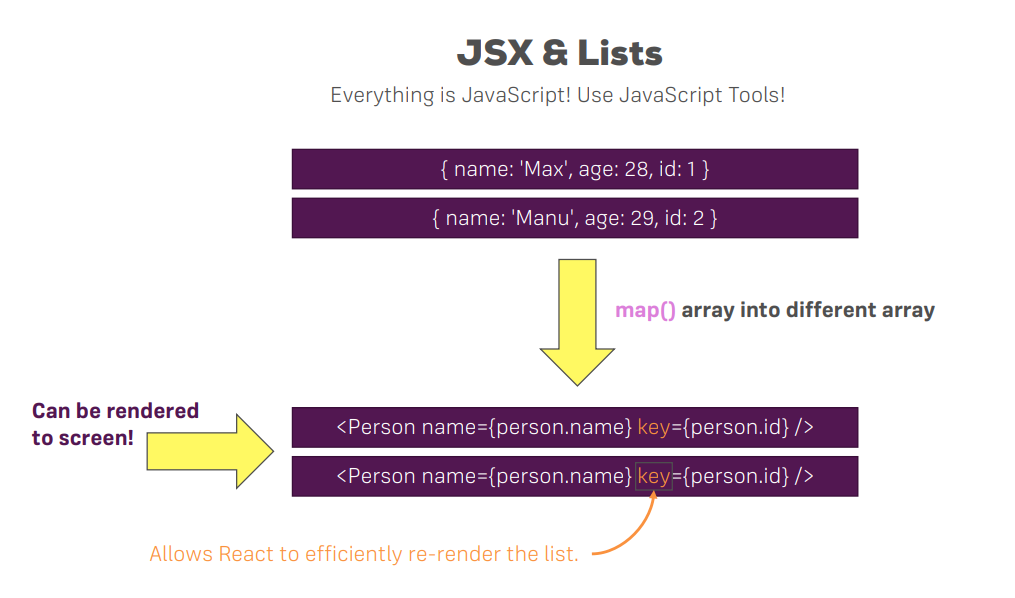 JSX & Lists
Everything is JavaScript! Use JavaScript Tools!
{ name: 'Max', age: 28, id: 1 }
{ name: 'Manu', age: 29, id: 2 }
map() array into different array
Can be rendered
to screen!
<Person name={person.name} key={person.id} />
<Person name={person.name} key={person.id} />
Allows React to efficiently re-render the list.